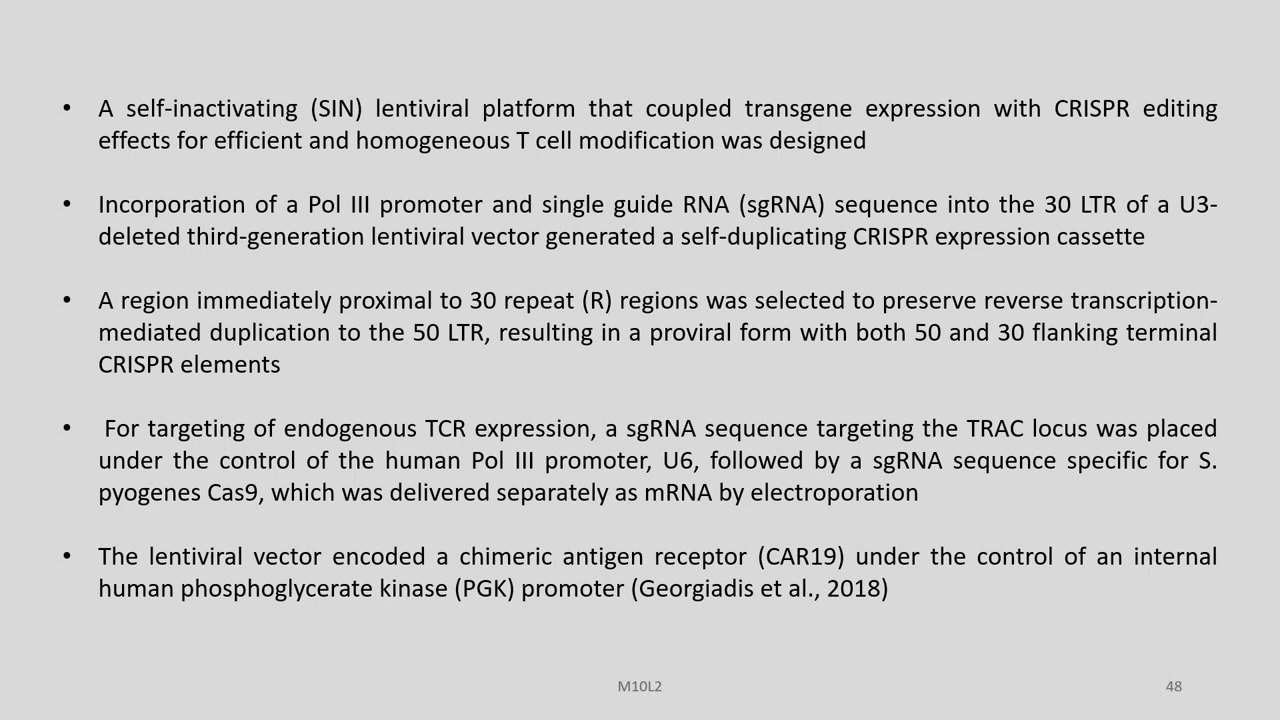 • A self-inactivating (SIN) lentiviral platform that coupled transgene expression with CRISPR editing
effects for efficient and homogeneous T cell modification was designed
• Incorporation of a Pol III promoter and single guide RNA (sgRNA) sequence into the 30 LTR of a U3-
deleted third-generation lentiviral vector generated a self-duplicating CRISPR expression cassette
• A region immediately proximal to 30 repeat (R) regions was selected to preserve reverse transcription-
mediated duplication to the 50 LTR, resulting in a proviral form with both 50 and 30 flanking terminal
CRISPR elements
• For targeting of endogenous TCR expression, a sgRNA sequence targeting the TRAC locus was placed
under the control of the human Pol III promoter, U6, followed by a sgRNA sequence specific for S.
pyogenes Cas9, which was delivered separately as mRNA by electroporation
• The lentiviral vector encoded a chimeric antigen receptor (CAR19) under the control of an internal
human phosphoglycerate kinase (PGK) promoter (Georgiadis et al., 2018)
M10L2
48